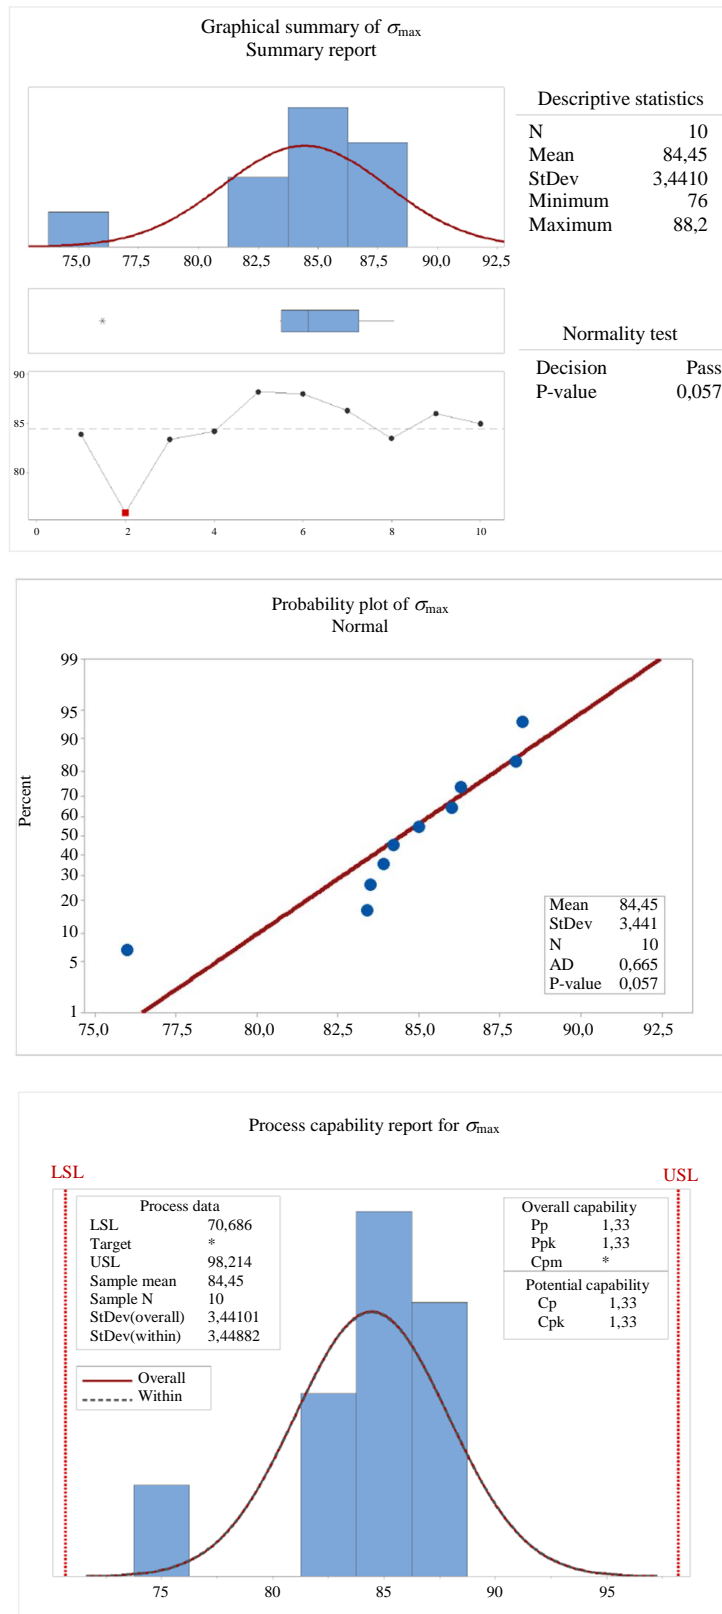 Graphical summary of σmax
Summary report
Descriptive statistics
N 10
Mean 84,45
StDev 3,4410
Minimum 76
Maximum 88,2
75,0 77,5 80,0 82,5 85,0 87,5 90,0 92,5
*
Normality test
Decision Pass
P-value 0,057
90
85
80
0 2 4 6 8 10
Probability plot of σmax
Normal
Percent
99
95
90
80
70
60
50
40
30
20
10
5
1
Mean 84,45
StDev 3,441
N 10
AD 0,665
P-value 0,057
75,0 77,5 80,0 82,5 85,0 87,5 90,0 92,5
Process capability report for σmax
LSL USL
Process data
LSL 70,686
Target *
USL 98,214
Sample mean 84,45
Sample N 10
StDev(overall) 3,44101
StDev(within) 3,44882
Overall
Within
Overall capability
Pp 1,33
Ppk 1,33
Cpm *
Potential capability
Cp 1,33
Cpk 1,33
75 80 85 90 95